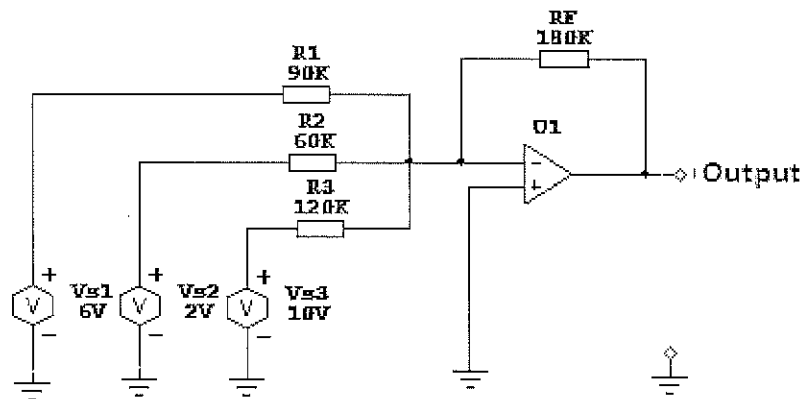 RF
180K
R1
90K
R2
60K
U1
Output
R3
120K
Vs1
6V
Vs2
2V
Vs3
10V
V
V
V